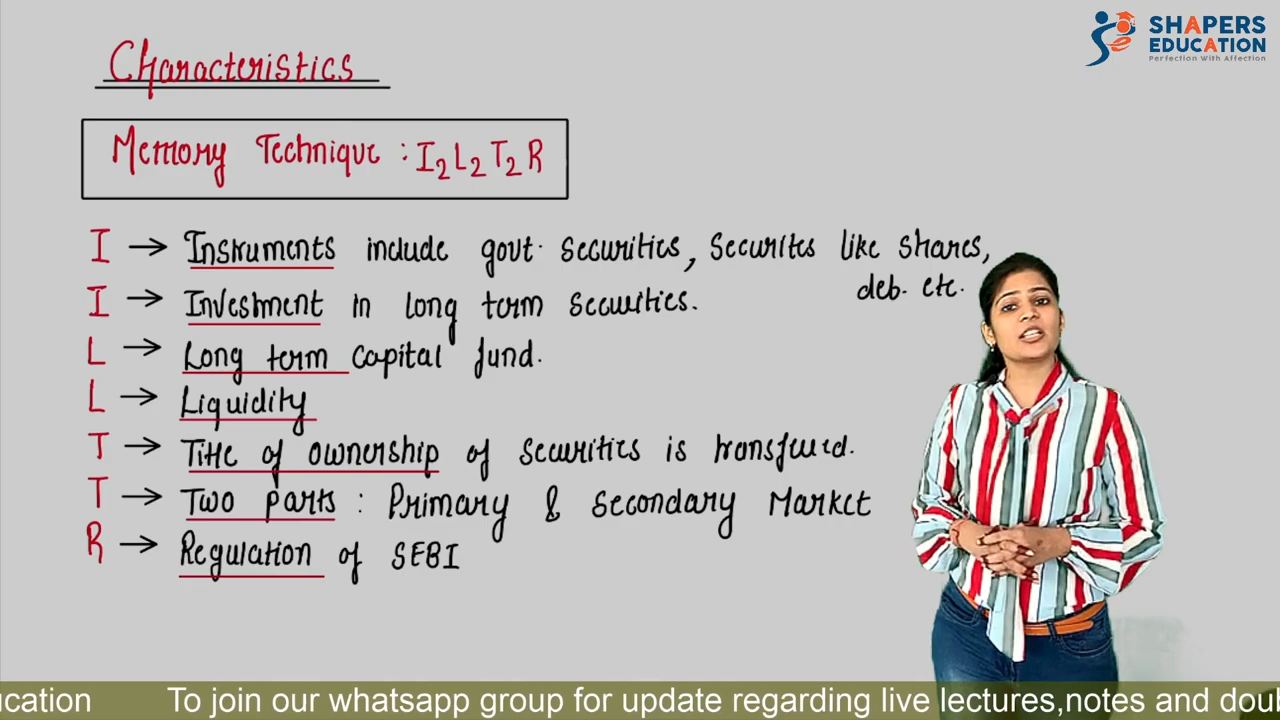 SHAPERS
EDUCATION
Perfection With Affection
Characteristics
Memory Technique : I₂ L₂ T₂ R
I → Instruments include govt. securities, securites like shares,
deb. etc.
I → Investment in long term securities.
L → Long term capital fund.
L → Liquidity
T → Title of ownership of securities is transfered.
T → Two parts : Primary & Secondary Market
R → Regulation of SEBI
ucation To join our whatsapp group for update regarding live lectures,notes and doul